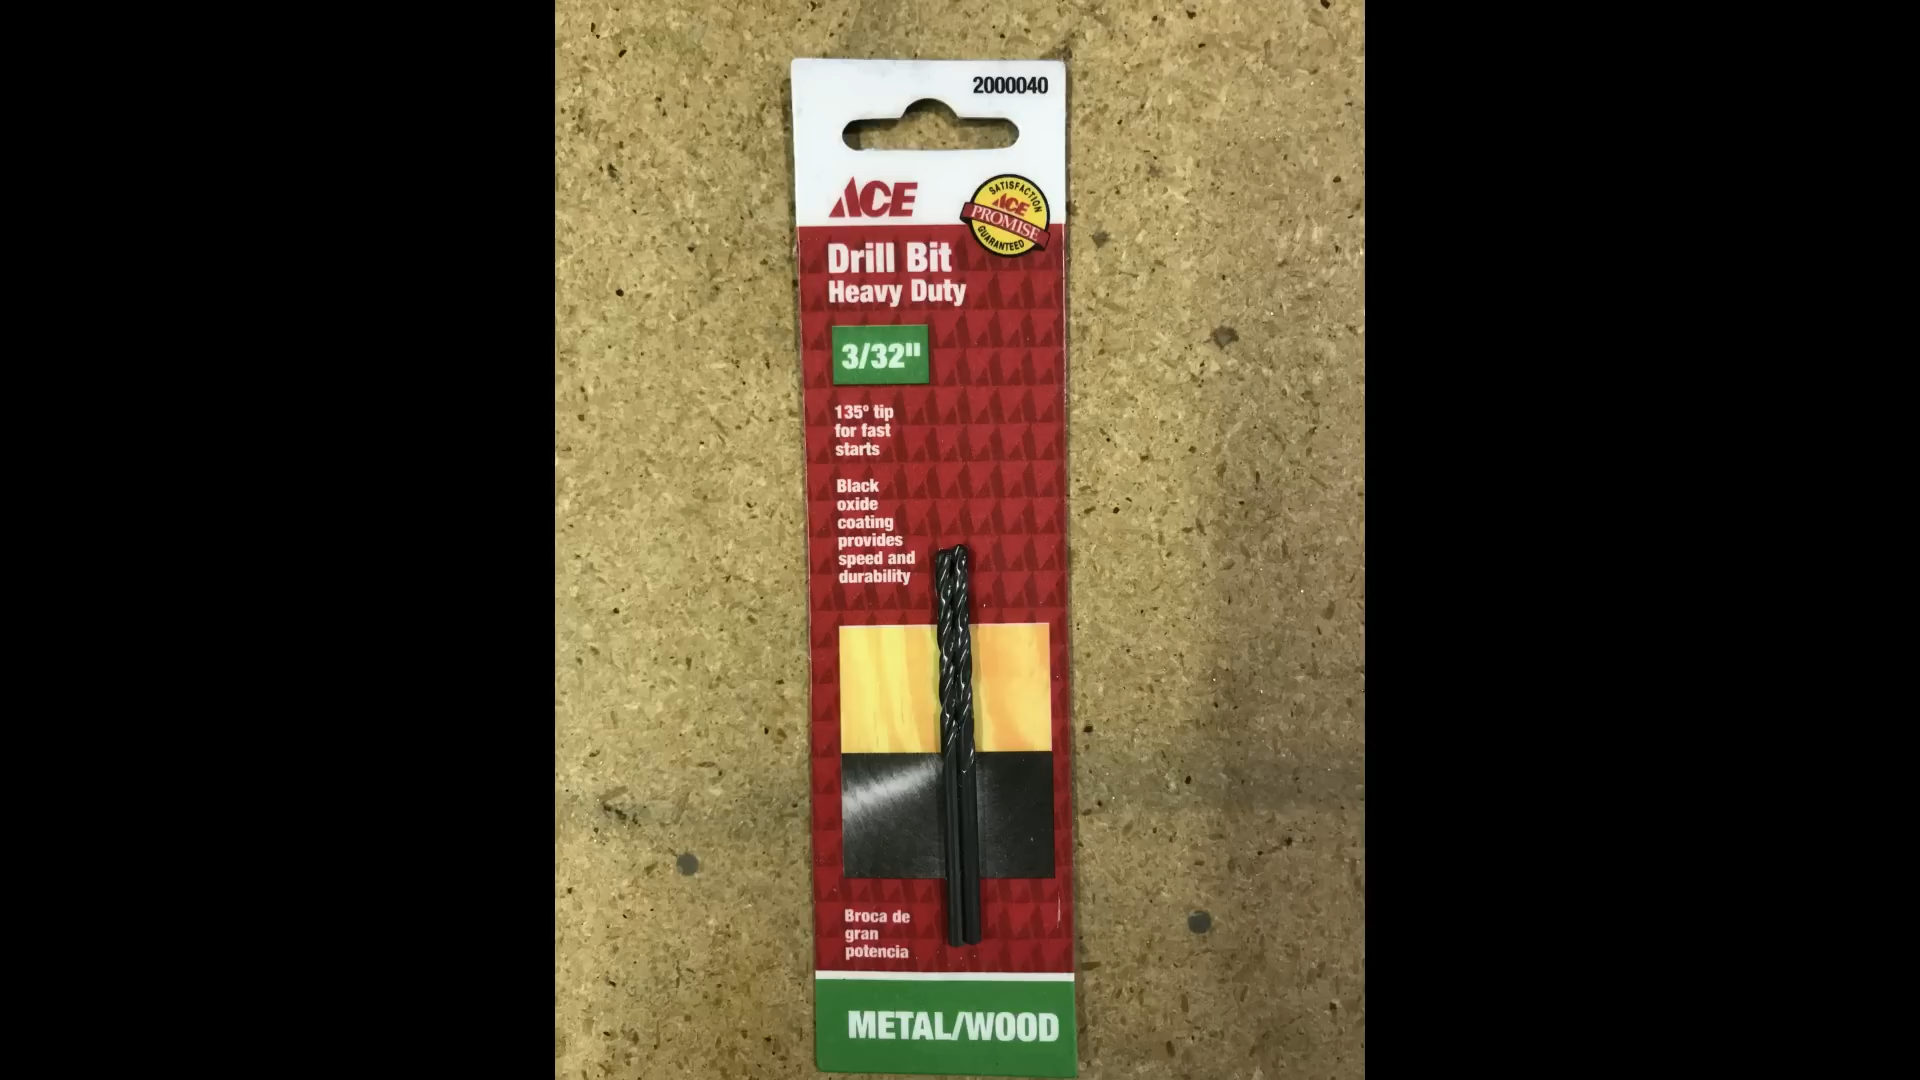 2000040
ACE
SATISFACTION
ACE
PROMISE
GUARANTEED
Drill Bit
Heavy Duty
3/32"
135° tip
for fast
starts
Black
oxide
coating
provides
speed and
durability
Broca de
gran
potencia
METAL/WOOD